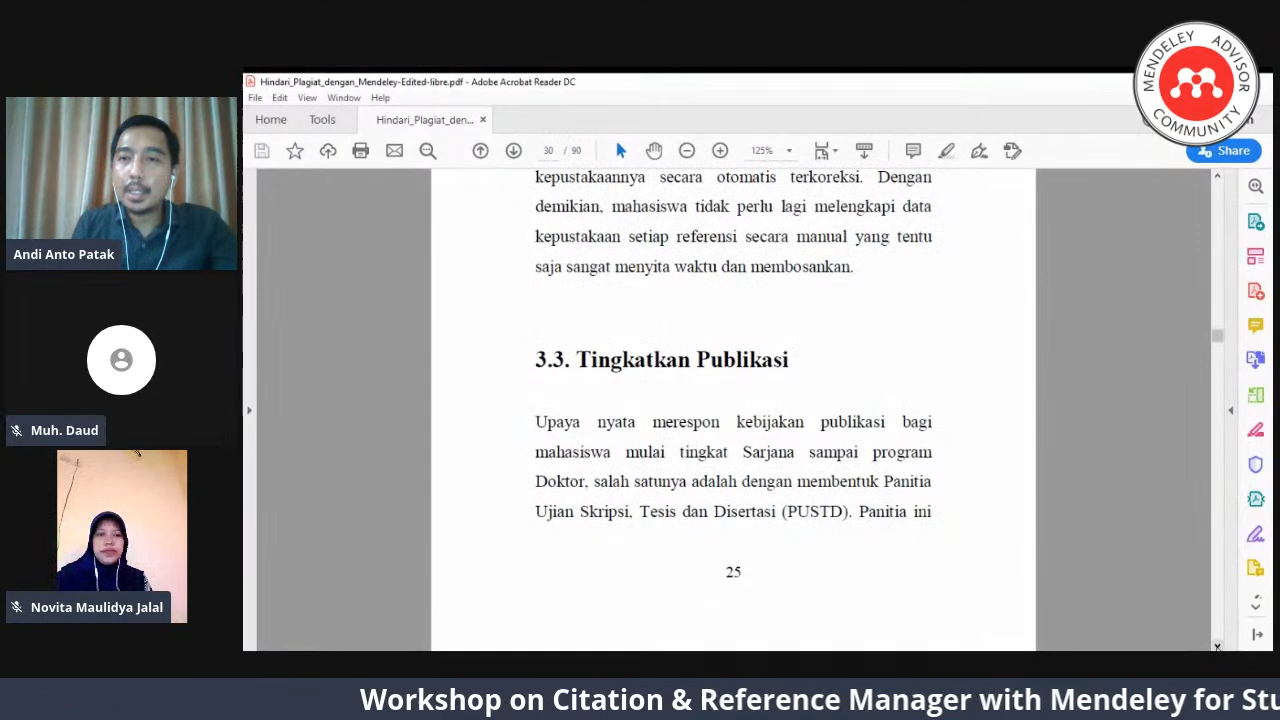 MENDELEY ADVISOR
COMMUNITY
Hindari_Plagiat_dengan_Mendeley-Edited-libre.pdf - Adobe Acrobat Reader DC
File Edit View Window Help
Home Tools Hindari_Plagiat_den... ×
30 / 90 125% Share
kepustakaannya secara otomatis terkoreksi. Dengan
demikian, mahasiswa tidak perlu lagi melengkapi data
kepustakaan setiap referensi secara manual yang tentu
saja sangat menyita waktu dan membosankan.
3.3. Tingkatkan Publikasi
Upaya nyata merespon kebijakan publikasi bagi
mahasiswa mulai tingkat Sarjana sampai program
Doktor, salah satunya adalah dengan membentuk Panitia
Ujian Skripsi, Tesis dan Disertasi (PUSTD). Panitia ini
25
Andi Anto Patak
Muh. Daud
Novita Maulidya Jalal
Workshop on Citation & Reference Manager with Mendeley for Stu